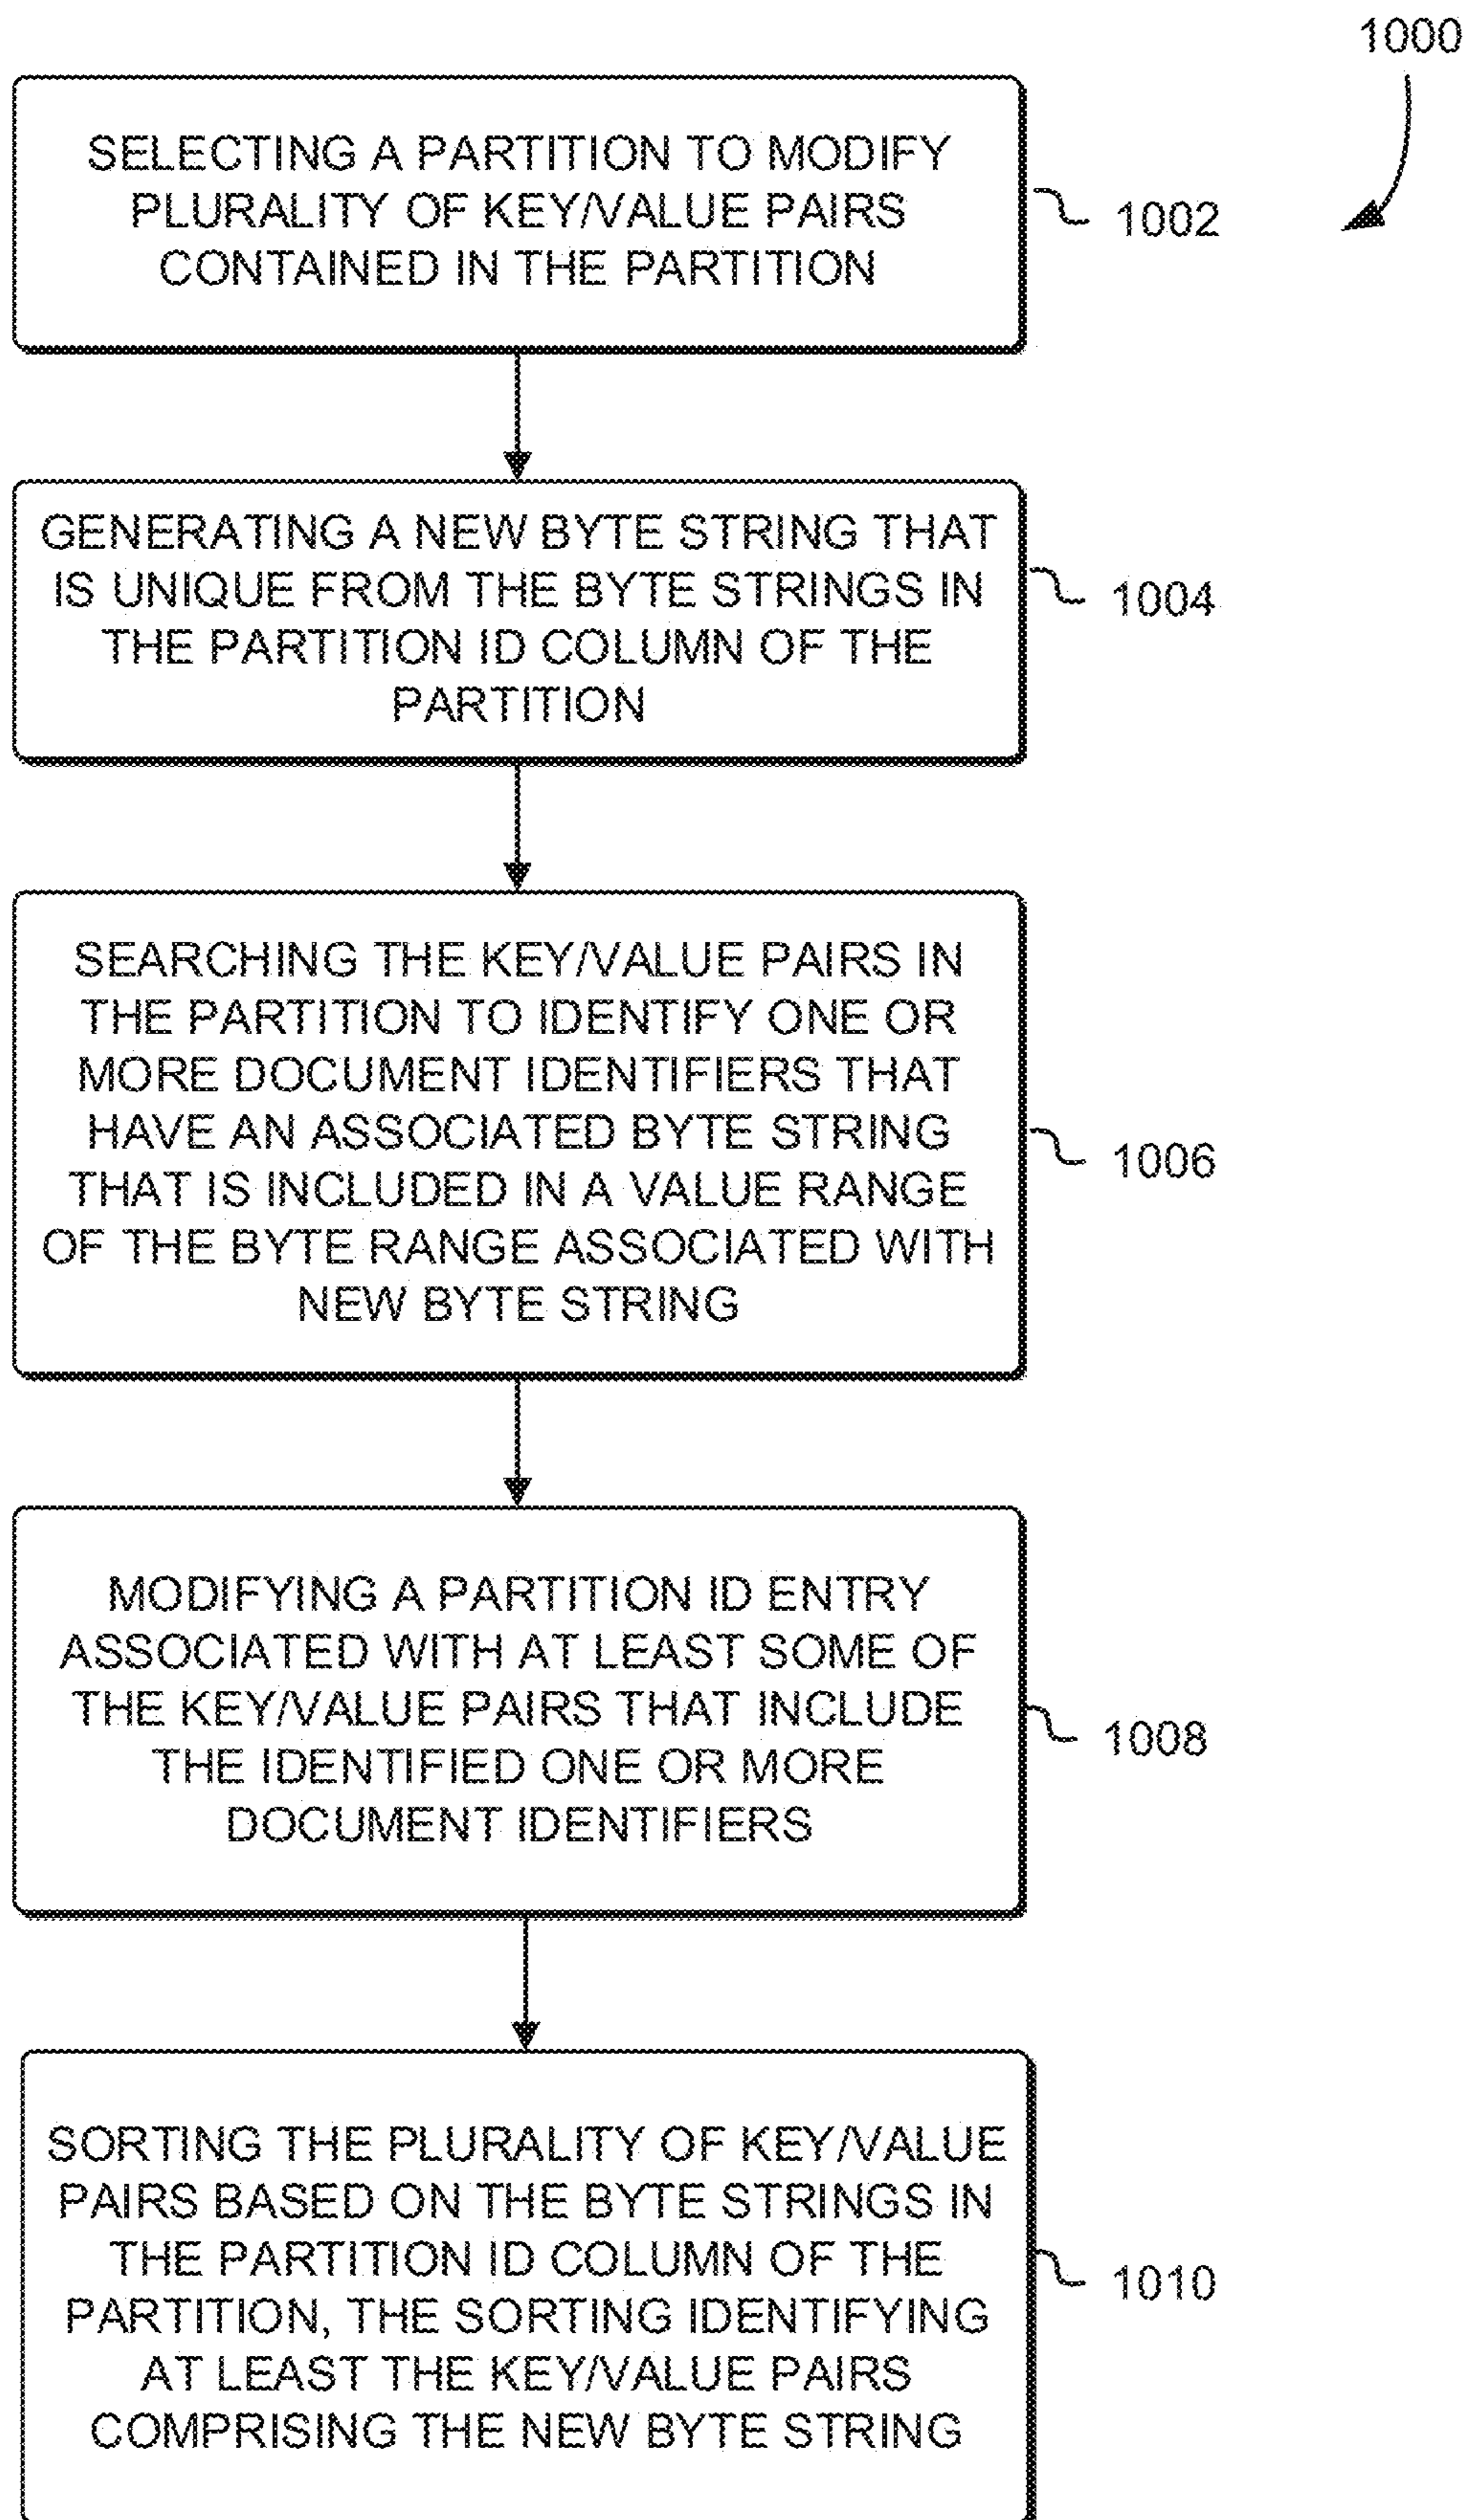 1000
SELECTING A PARTITION TO MODIFY
PLURALITY OF KEY/VALUE PAIRS
CONTAINED IN THE PARTITION
1002
GENERATING A NEW BYTE STRING THAT
IS UNIQUE FROM THE BYTE STRINGS IN
THE PARTITION ID COLUMN OF THE
PARTITION
1004
SEARCHING THE KEY/VALUE PAIRS IN
THE PARTITION TO IDENTIFY ONE OR
MORE DOCUMENT IDENTIFIERS THAT
HAVE AN ASSOCIATED BYTE STRING
THAT IS INCLUDED IN A VALUE RANGE
OF THE BYTE RANGE ASSOCIATED WITH
NEW BYTE STRING
1006
MODIFYING A PARTITION ID ENTRY
ASSOCIATED WITH AT LEAST SOME OF
THE KEY/VALUE PAIRS THAT INCLUDE
THE IDENTIFIED ONE OR MORE
DOCUMENT IDENTIFIERS
1008
SORTING THE PLURALITY OF KEY/VALUE
PAIRS BASED ON THE BYTE STRINGS IN
THE PARTITION ID COLUMN OF THE
PARTITION, THE SORTING IDENTIFYING
AT LEAST THE KEY/VALUE PAIRS
COMPRISING THE NEW BYTE STRING
1010